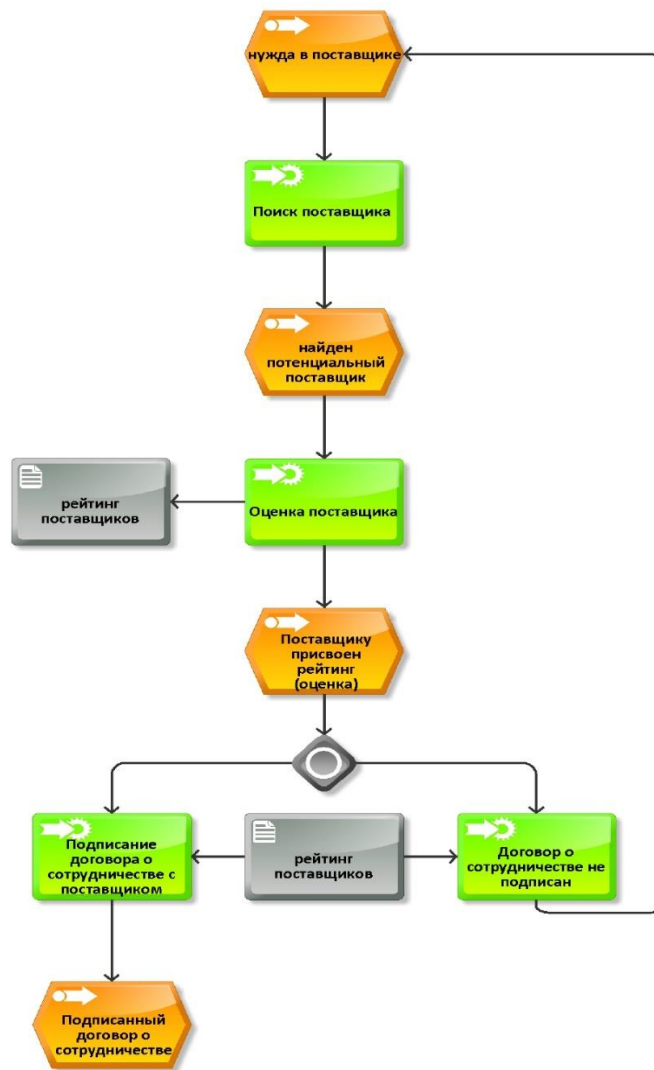 нужда в поставщике
Поиск поставщика
найден
потенциальный
поставщик
рейтинг
поставщиков
Оценка поставщика
Поставщику
присвоен
рейтинг
(оценка)
Подписание
договора о
сотрудничестве с
поставщиком
рейтинг
поставщиков
Договор о
сотрудничестве не
подписан
Подписанный
договор о
сотрудничестве